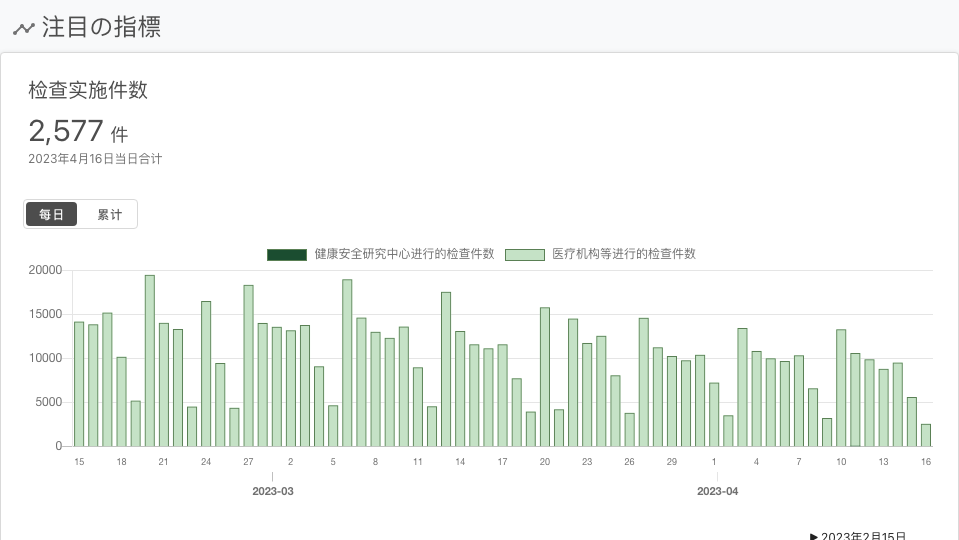 注目の指標
检查实施件数
2,577 件
2023年4月16日当日合计
每日 累计
健康安全研究中心进行的检查件数 医疗机构等进行的检查件数
20000
15000
10000
5000
0
15 18 21 24 27 2 5 8 11 14 17 20 23 26 29 1 4 7 10 13 16
2023-03 2023-04
▶ 2023年2月15日